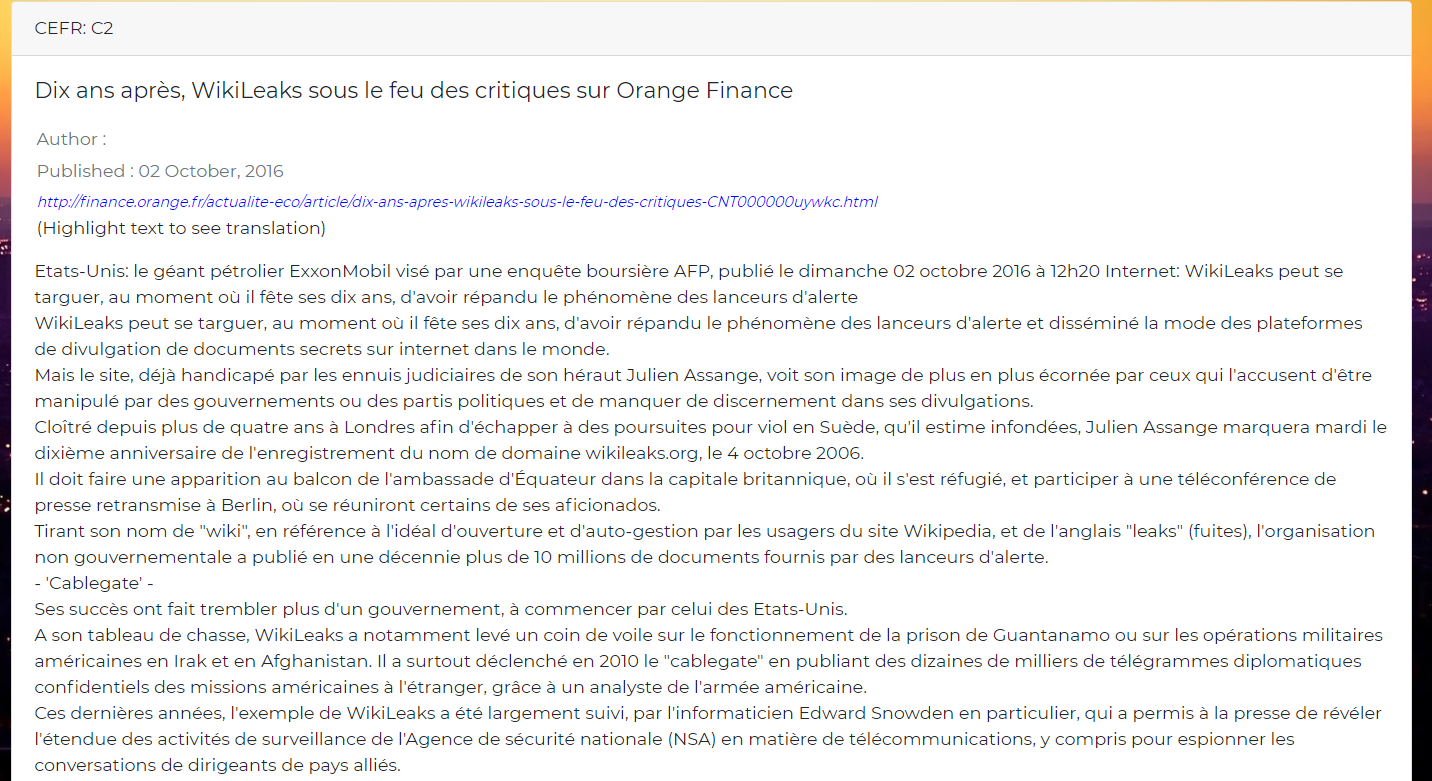 CEFR: C2
Dix ans après, WikiLeaks sous le feu des critiques sur Orange Finance
Author :
Published : 02 October, 2016
http://finance.orange.fr/actualite-eco/article/dix-ans-apres-wikileaks-sous-le-feu-des-critiques-CNT000000uywkc.html
(Highlight text to see translation)
Etats-Unis: le géant pétrolier ExxonMobil visé par une enquête boursière AFP, publié le dimanche 02 octobre 2016 à 12h20 Internet: WikiLeaks peut se
targuer, au moment où il fête ses dix ans, d'avoir répandu le phénomène des lanceurs d'alerte
WikiLeaks peut se targuer, au moment où il fête ses dix ans, d'avoir répandu le phénomène des lanceurs d'alerte et disséminé la mode des plateformes
de divulgation de documents secrets sur internet dans le monde.
Mais le site, déjà handicapé par les ennuis judiciaires de son héraut Julien Assange, voit son image de plus en plus écornée par ceux qui l'accusent d'être
manipulé par des gouvernements ou des partis politiques et de manquer de discernement dans ses divulgations.
Cloîtré depuis plus de quatre ans à Londres afin d'échapper à des poursuites pour viol en Suède, qu'il estime infondées, Julien Assange marquera mardi le
dixième anniversaire de l'enregistrement du nom de domaine wikileaks.org, le 4 octobre 2006.
Il doit faire une apparition au balcon de l'ambassade d'Équateur dans la capitale britannique, où il s'est réfugié, et participer à une téléconférence de
presse retransmise à Berlin, où se réuniront certains de ses aficionados.
Tirant son nom de "wiki", en référence à l'idéal d'ouverture et d'auto-gestion par les usagers du site Wikipedia, et de l'anglais "leaks" (fuites), l'organisation
non gouvernementale a publié en une décennie plus de 10 millions de documents fournis par des lanceurs d'alerte.
- 'Cablegate' -
Ses succès ont fait trembler plus d'un gouvernement, à commencer par celui des Etats-Unis.
A son tableau de chasse, WikiLeaks a notamment levé un coin de voile sur le fonctionnement de la prison de Guantanamo ou sur les opérations militaires
américaines en Irak et en Afghanistan. Il a surtout déclenché en 2010 le "cablegate" en publiant des dizaines de milliers de télégrammes diplomatiques
confidentiels des missions américaines à l'étranger, grâce à un analyste de l'armée américaine.
Ces dernières années, l'exemple de WikiLeaks a été largement suivi, par l'informaticien Edward Snowden en particulier, qui a permis à la presse de révéler
l'étendue des activités de surveillance de l'Agence de sécurité nationale (NSA) en matière de télécommunications, y compris pour espionner les
conversations de dirigeants de pays alliés.